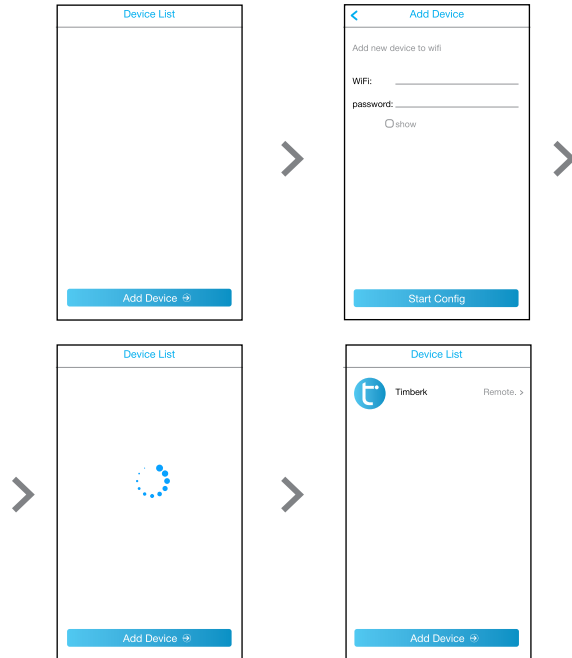 Device List
Add Device
Add Device
Add new device to wifi
WiFi:
password:
show
Start Config
Device List
Add Device
Device List
Timberk Remote.
Add Device